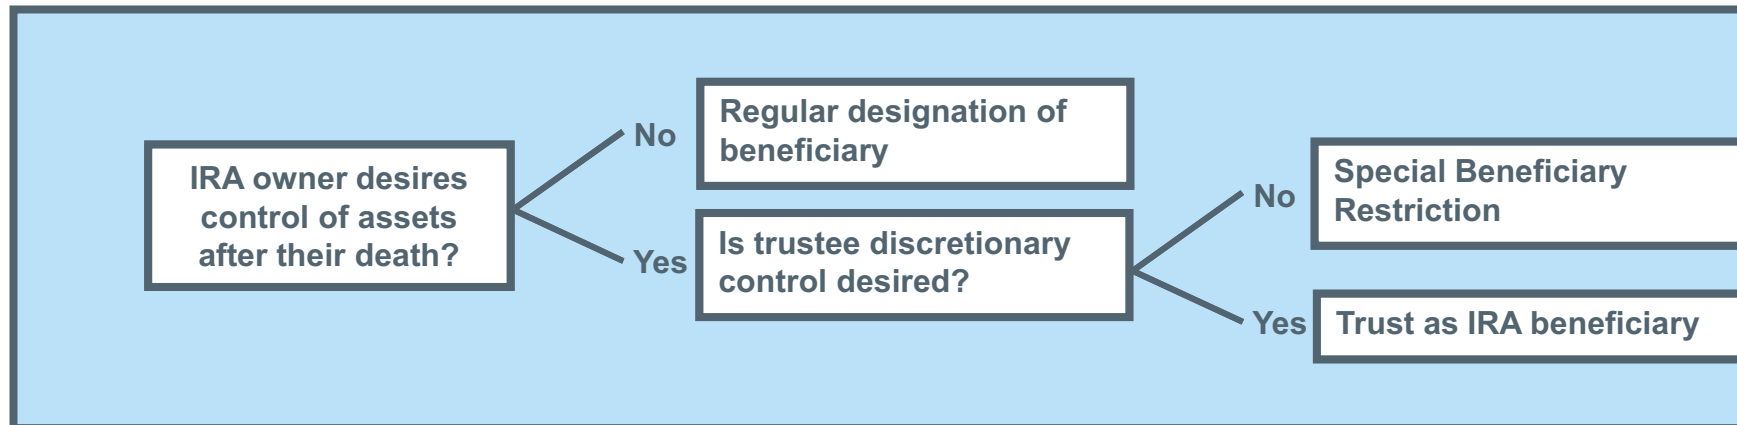 IRA owner desires
control of assets
after their death?
No
Regular designation of
beneficiary
Yes
Is trustee discretionary
control desired?
No
Special Beneficiary
Restriction
Yes
Trust as IRA beneficiary